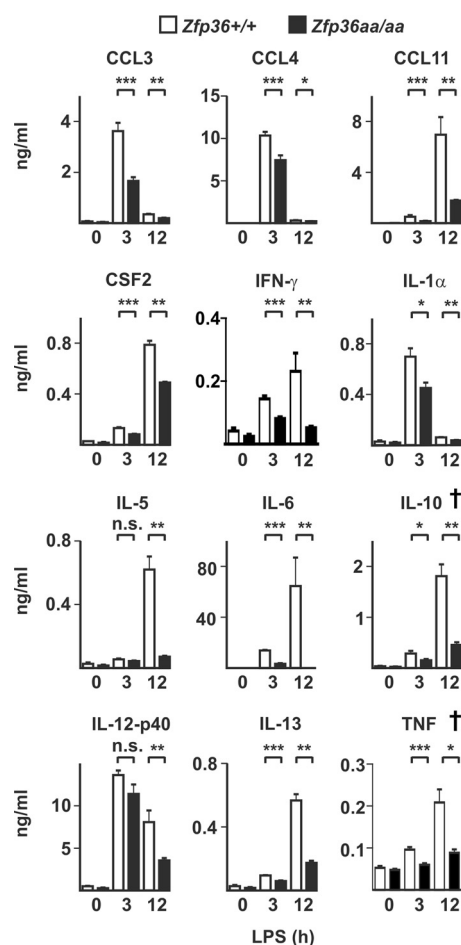 Zfp36+/+ Zfp36aa/aa
CCL3 CCL4 CCL11
*** ** *** * *** **
ng/ml
4
2
15
10
5
8
4
0 3 12 0 3 12 0 3 12
CSF2 IFN-γ IL-1α
*** ** *** ** * **
ng/ml
0.8
0.4
0.4
0.2
0.8
0.4
0 3 12 0 3 12 0 3 12
IL-5 IL-6 IL-10 †
n.s. ** *** ** * **
ng/ml
0.8
0.4
80
40
2
1
0 3 12 0 3 12 0 3 12
IL-12-p40 IL-13 TNF †
n.s. ** *** ** *** *
ng/ml
10
5
0.8
0.4
0.3
0.2
0.1
0 3 12 0 3 12 0 3 12
LPS (h)